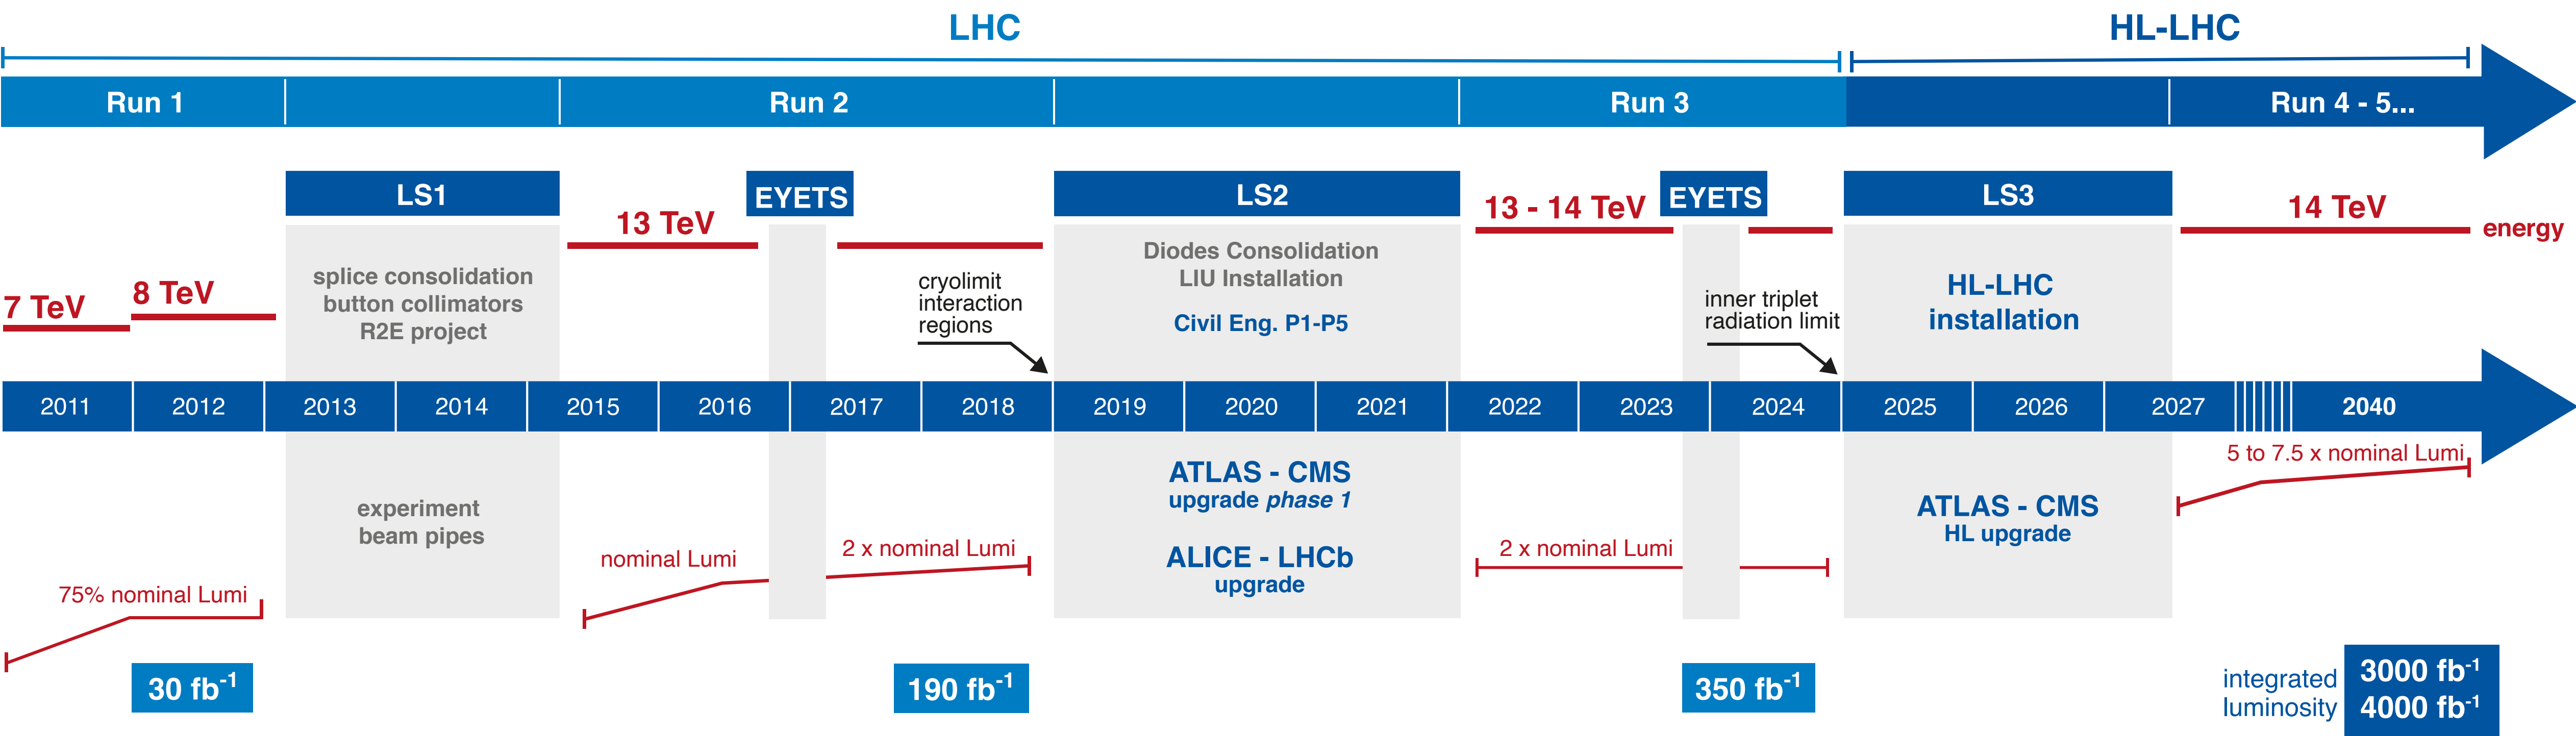 LHC
HL-LHC
Run 1
Run 2
Run 3
Run 4 - 5...
LS1
EYETS
LS2
EYETS
LS3
13 TeV
13 - 14 TeV
14 TeV
energy
7 TeV
8 TeV
splice consolidation
button collimators
R2E project
cryolimit
interaction
regions
Diodes Consolidation
LIU Installation
Civil Eng. P1-P5
inner triplet
radiation limit
HL-LHC
installation
2011
2012
2013
2014
2015
2016
2017
2018
2019
2020
2021
2022
2023
2024
2025
2026
2027
2040
75% nominal Lumi
experiment
beam pipes
nominal Lumi
2 x nominal Lumi
ATLAS - CMS
upgrade phase 1
ALICE - LHCb
upgrade
2 x nominal Lumi
ATLAS - CMS
HL upgrade
5 to 7.5 x nominal Lumi
30 fb-1
190 fb-1
350 fb-1
integrated
luminosity
3000 fb-1
4000 fb-1